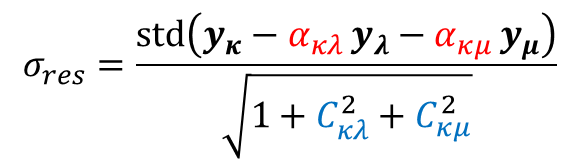 σ_res = std(y_κ − α_κλ y_λ − α_κμ y_μ) / √(1 + C²_κλ + C²_κμ)